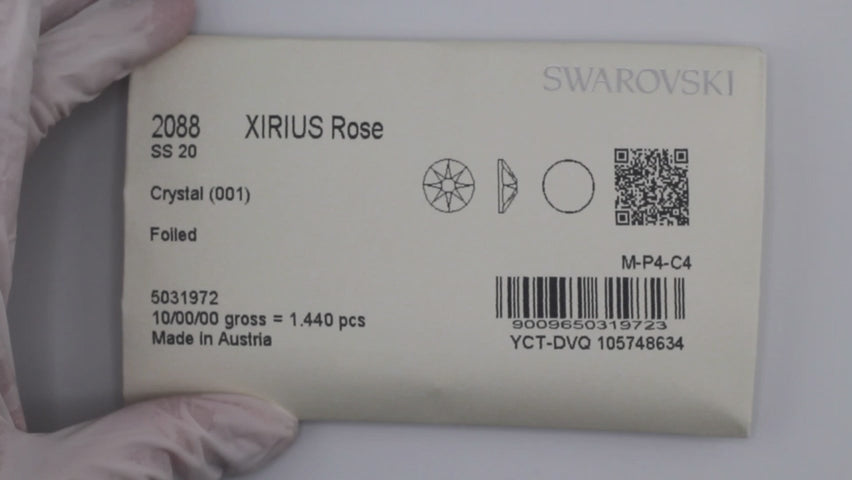 SWAROVSKI
2088 XIRIUS Rose
SS 20
Crystal (001)
Foiled
M-P4-C4
5031972
10/00/00 gross = 1.440 pcs
Made in Austria
9009650319723
YCT-DVQ 105748634